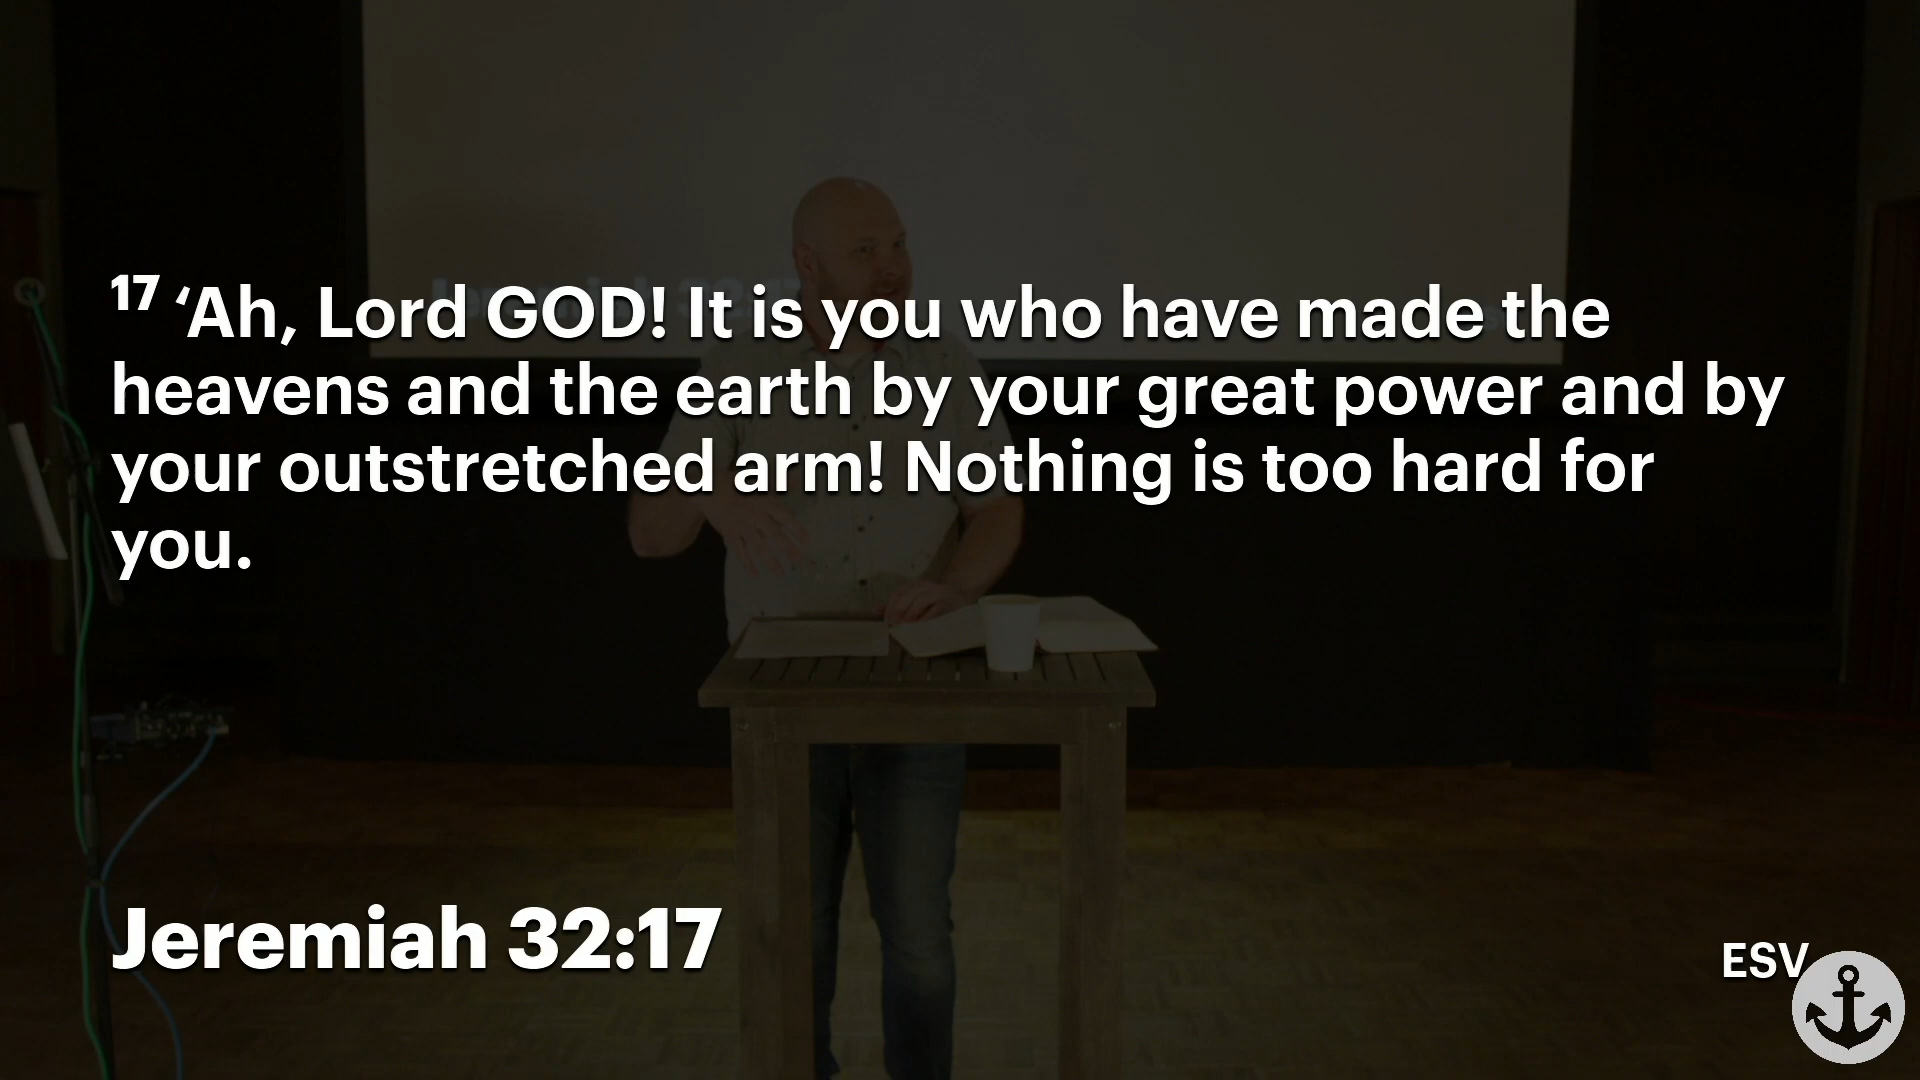 17 ‘Ah, Lord GOD! It is you who have made the
heavens and the earth by your great power and by
your outstretched arm! Nothing is too hard for
you.
Jeremiah 32:17
ESV